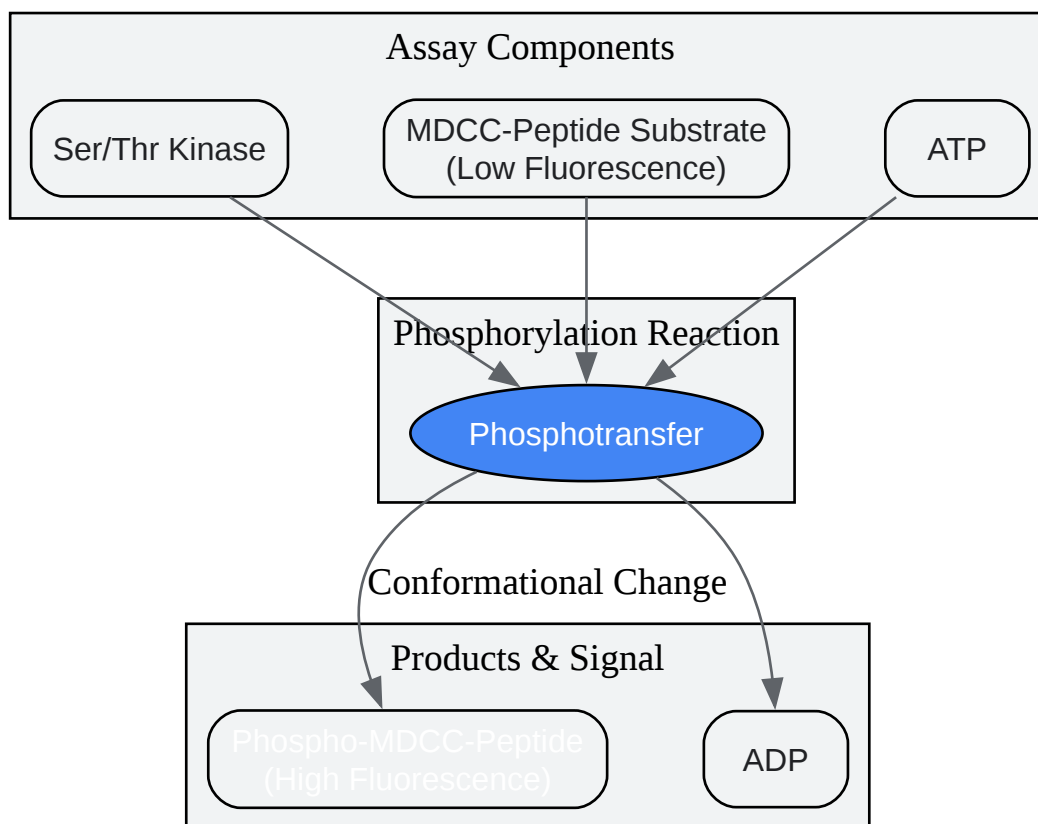 Assay Components
Ser/Thr Kinase
MDCC-Peptide Substrate
(Low Fluorescence)
ATP
Phosphorylation Reaction
Phosphotransfer
Conformational Change
Products & Signal
Phospho-MDCC-Peptide
(High Fluorescence)
ADP